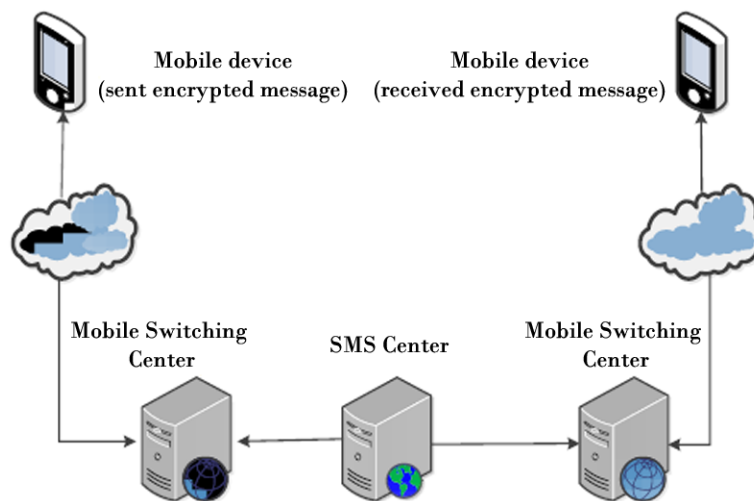 Mobile device
(sent encrypted message)
Mobile device
(received encrypted message)
Mobile Switching
Center
SMS Center
Mobile Switching
Center